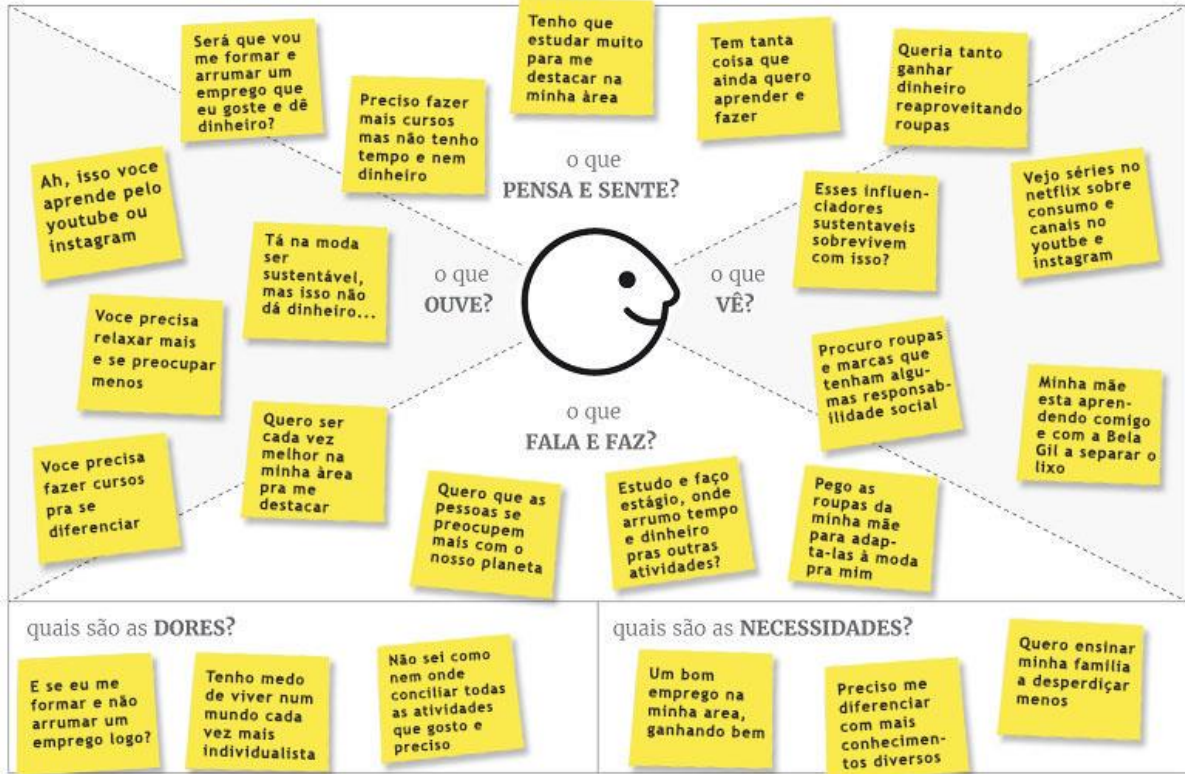 Será que vou
me formar e
arrumar um
emprego que
eu goste e dê
dinheiro?
Preciso fazer
mais cursos
mas não tenho
tempo e nem
dinheiro
Tenho que
estudar muito
para me
destacar na
minha àrea
Tem tanta
coisa que
ainda quero
aprender e
fazer
Queria tanto
ganhar
dinheiro
reaproveitando
roupas
o que
PENSA E SENTE?
Ah, isso voce
aprende pelo
youtube ou
instagram
Tá na moda
ser
sustentável,
mas isso não
dá dinheiro...
o que
OUVE?
Voce precisa
relaxar mais
e se preocupar
menos
Voce precisa
fazer cursos
pra se
diferenciar
o que
VÊ?
Esses influen-
ciadores
sustentaveis
sobrevivem
com isso?
Vejo séries no
netflix sobre
consumo e
canais no
youtbe e
instagram
Procuro roupas
e marcas que
tenham algu-
mas responsab-
ilidade social
Minha mãe
esta apren-
dendo comigo
e com a Bela
Gil a separar o
lixo
o que
FALA E FAZ?
Quero ser
cada vez
melhor na
minha àrea
pra me
destacar
Quero que as
pessoas se
preocupem
mais com o
nosso planeta
Estudo e faço
estágio, onde
arrumo tempo
e dinheiro
pras outras
atividades?
Pego as
roupas da
minha mãe
para adap-
ta-las à moda
pra mim
quais são as DORES?
E se eu me
formar e não
arrumar um
emprego logo?
Tenho medo
de viver num
mundo cada
vez mais
individualista
Não sei como
nem onde
conciliar todas
as atividades
que gosto e
preciso
quais são as NECESSIDADES?
Um bom
emprego na
minha area,
ganhando bem
Preciso me
diferenciar
com mais
conhecimen-
tos diversos
Quero ensinar
minha familia
a desperdiçar
menos